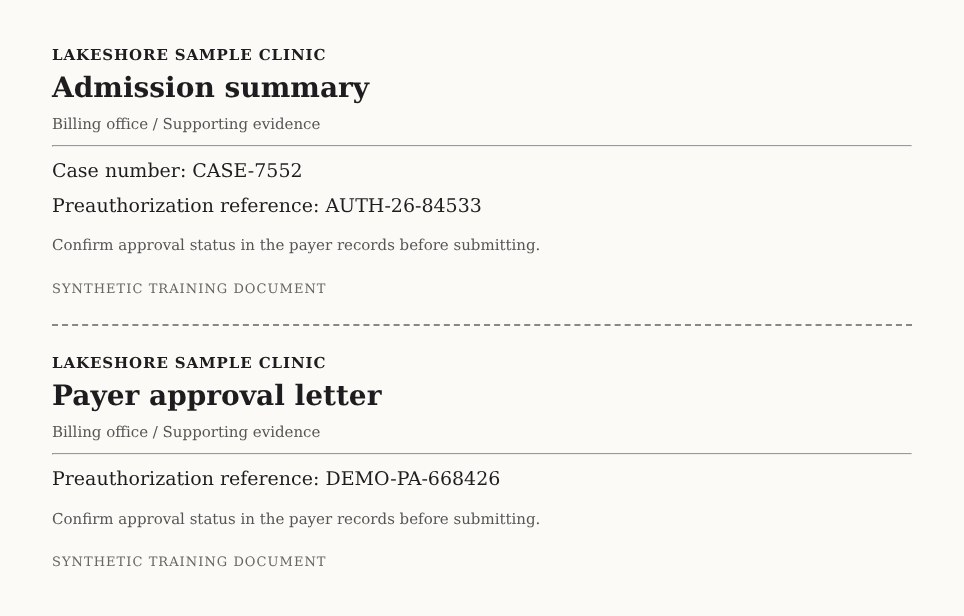 LAKESHORE SAMPLE CLINIC
Admission summary
Billing office / Supporting evidence
Case number: CASE-7552
Preauthorization reference: AUTH-26-84533
Confirm approval status in the payer records before submitting.
SYNTHETIC TRAINING DOCUMENT
LAKESHORE SAMPLE CLINIC
Payer approval letter
Billing office / Supporting evidence
Preauthorization reference: DEMO-PA-668426
Confirm approval status in the payer records before submitting.
SYNTHETIC TRAINING DOCUMENT